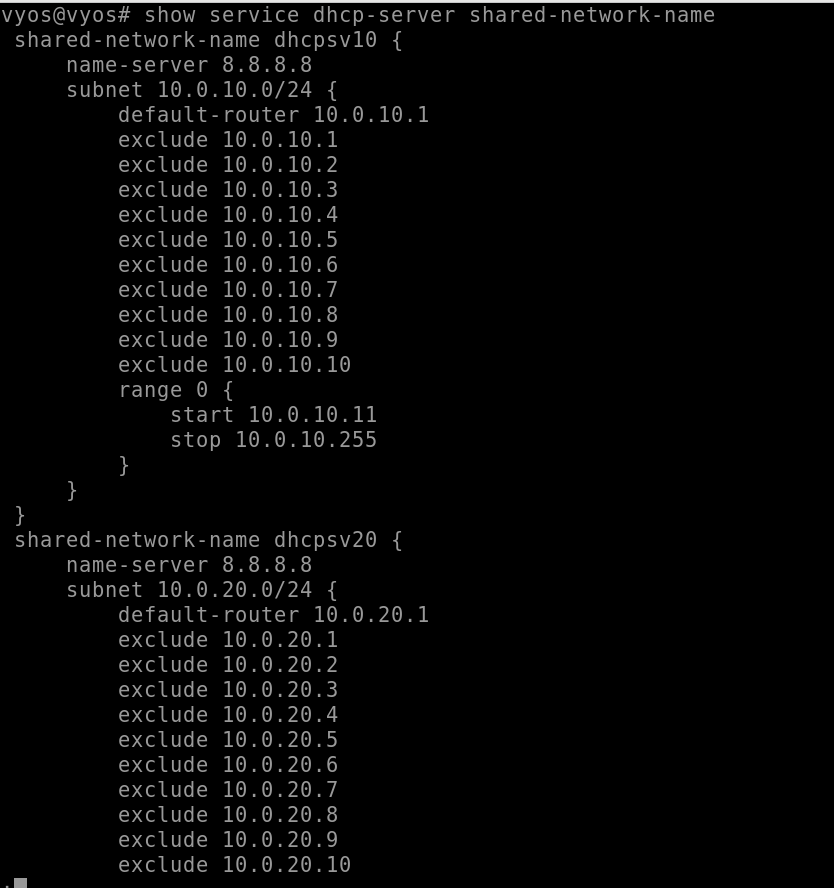 vyos@vyos# show service dhcp-server shared-network-name
shared-network-name dhcpsv10 {
name-server 8.8.8.8
subnet 10.0.10.0/24 {
default-router 10.0.10.1
exclude 10.0.10.1
exclude 10.0.10.2
exclude 10.0.10.3
exclude 10.0.10.4
exclude 10.0.10.5
exclude 10.0.10.6
exclude 10.0.10.7
exclude 10.0.10.8
exclude 10.0.10.9
exclude 10.0.10.10
range 0 {
start 10.0.10.11
stop 10.0.10.255
}
}
}
shared-network-name dhcpsv20 {
name-server 8.8.8.8
subnet 10.0.20.0/24 {
default-router 10.0.20.1
exclude 10.0.20.1
exclude 10.0.20.2
exclude 10.0.20.3
exclude 10.0.20.4
exclude 10.0.20.5
exclude 10.0.20.6
exclude 10.0.20.7
exclude 10.0.20.8
exclude 10.0.20.9
exclude 10.0.20.10